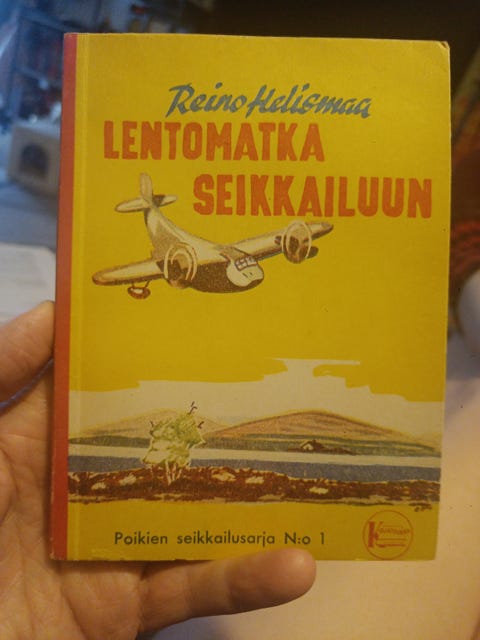 Reino Helismaa
LENTOMATKA
SEIKKAILUUN
Poikien seikkailusarja N:o 1